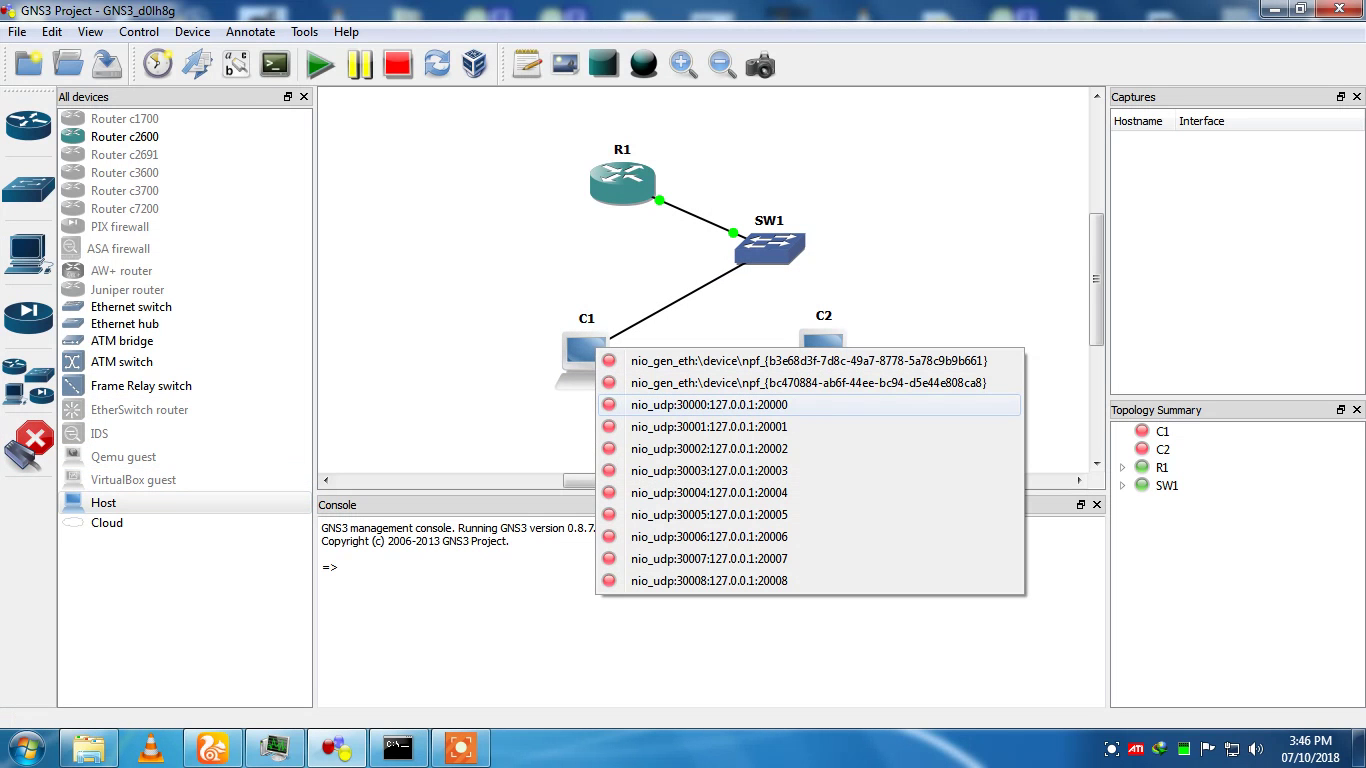 GNS3 Project - GNS3_d0lh8g
File Edit View Control Device Annotate Tools Help
All devices
Router c1700
Router c2600
Router c2691
Router c3600
Router c3700
Router c7200
PIX firewall
ASA firewall
AW+ router
Juniper router
Ethernet switch
Ethernet hub
ATM bridge
ATM switch
Frame Relay switch
EtherSwitch router
IDS
Qemu guest
VirtualBox guest
Host
Cloud
R1
SW1
C1
C2
nio_gen_eth:\device\npf_{b3e68d3f-7d8c-49a7-8778-5a78c9b9b661}
nio_gen_eth:\device\npf_{bc470884-ab6f-44ee-bc94-d5e44e808ca8}
nio_udp:30000:127.0.0.1:20000
nio_udp:30001:127.0.0.1:20001
nio_udp:30002:127.0.0.1:20002
nio_udp:30003:127.0.0.1:20003
nio_udp:30004:127.0.0.1:20004
nio_udp:30005:127.0.0.1:20005
nio_udp:30006:127.0.0.1:20006
nio_udp:30007:127.0.0.1:20007
nio_udp:30008:127.0.0.1:20008
Console
GNS3 management console. Running GNS3 version 0.8.7.
Copyright (c) 2006-2013 GNS3 Project.
=>
Captures
Hostname Interface
Topology Summary
C1
C2
R1
SW1
a
b c
C:\
ATI
3:46 PM
07/10/2018